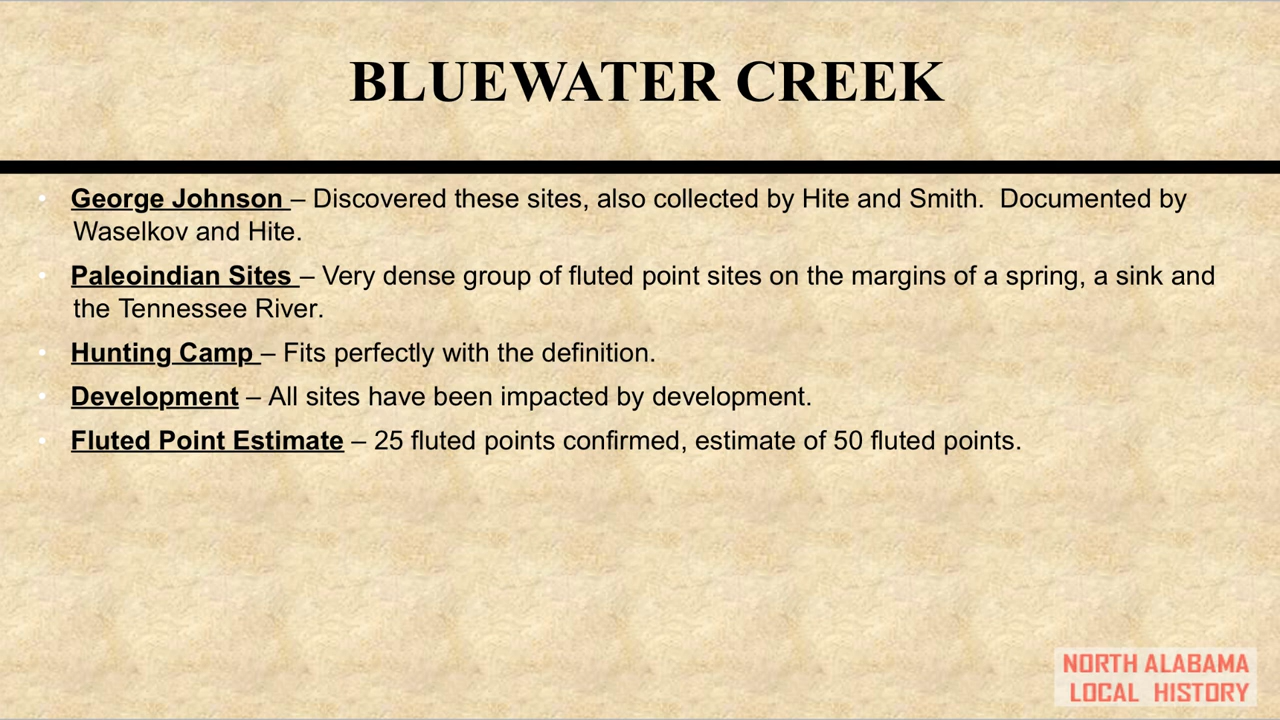 BLUEWATER CREEK
• George Johnson – Discovered these sites, also collected by Hite and Smith.  Documented by
Waselkov and Hite.
• Paleoindian Sites – Very dense group of fluted point sites on the margins of a spring, a sink and
the Tennessee River.
• Hunting Camp – Fits perfectly with the definition.
• Development – All sites have been impacted by development.
• Fluted Point Estimate – 25 fluted points confirmed, estimate of 50 fluted points.
NORTH ALABAMA
LOCAL HISTORY